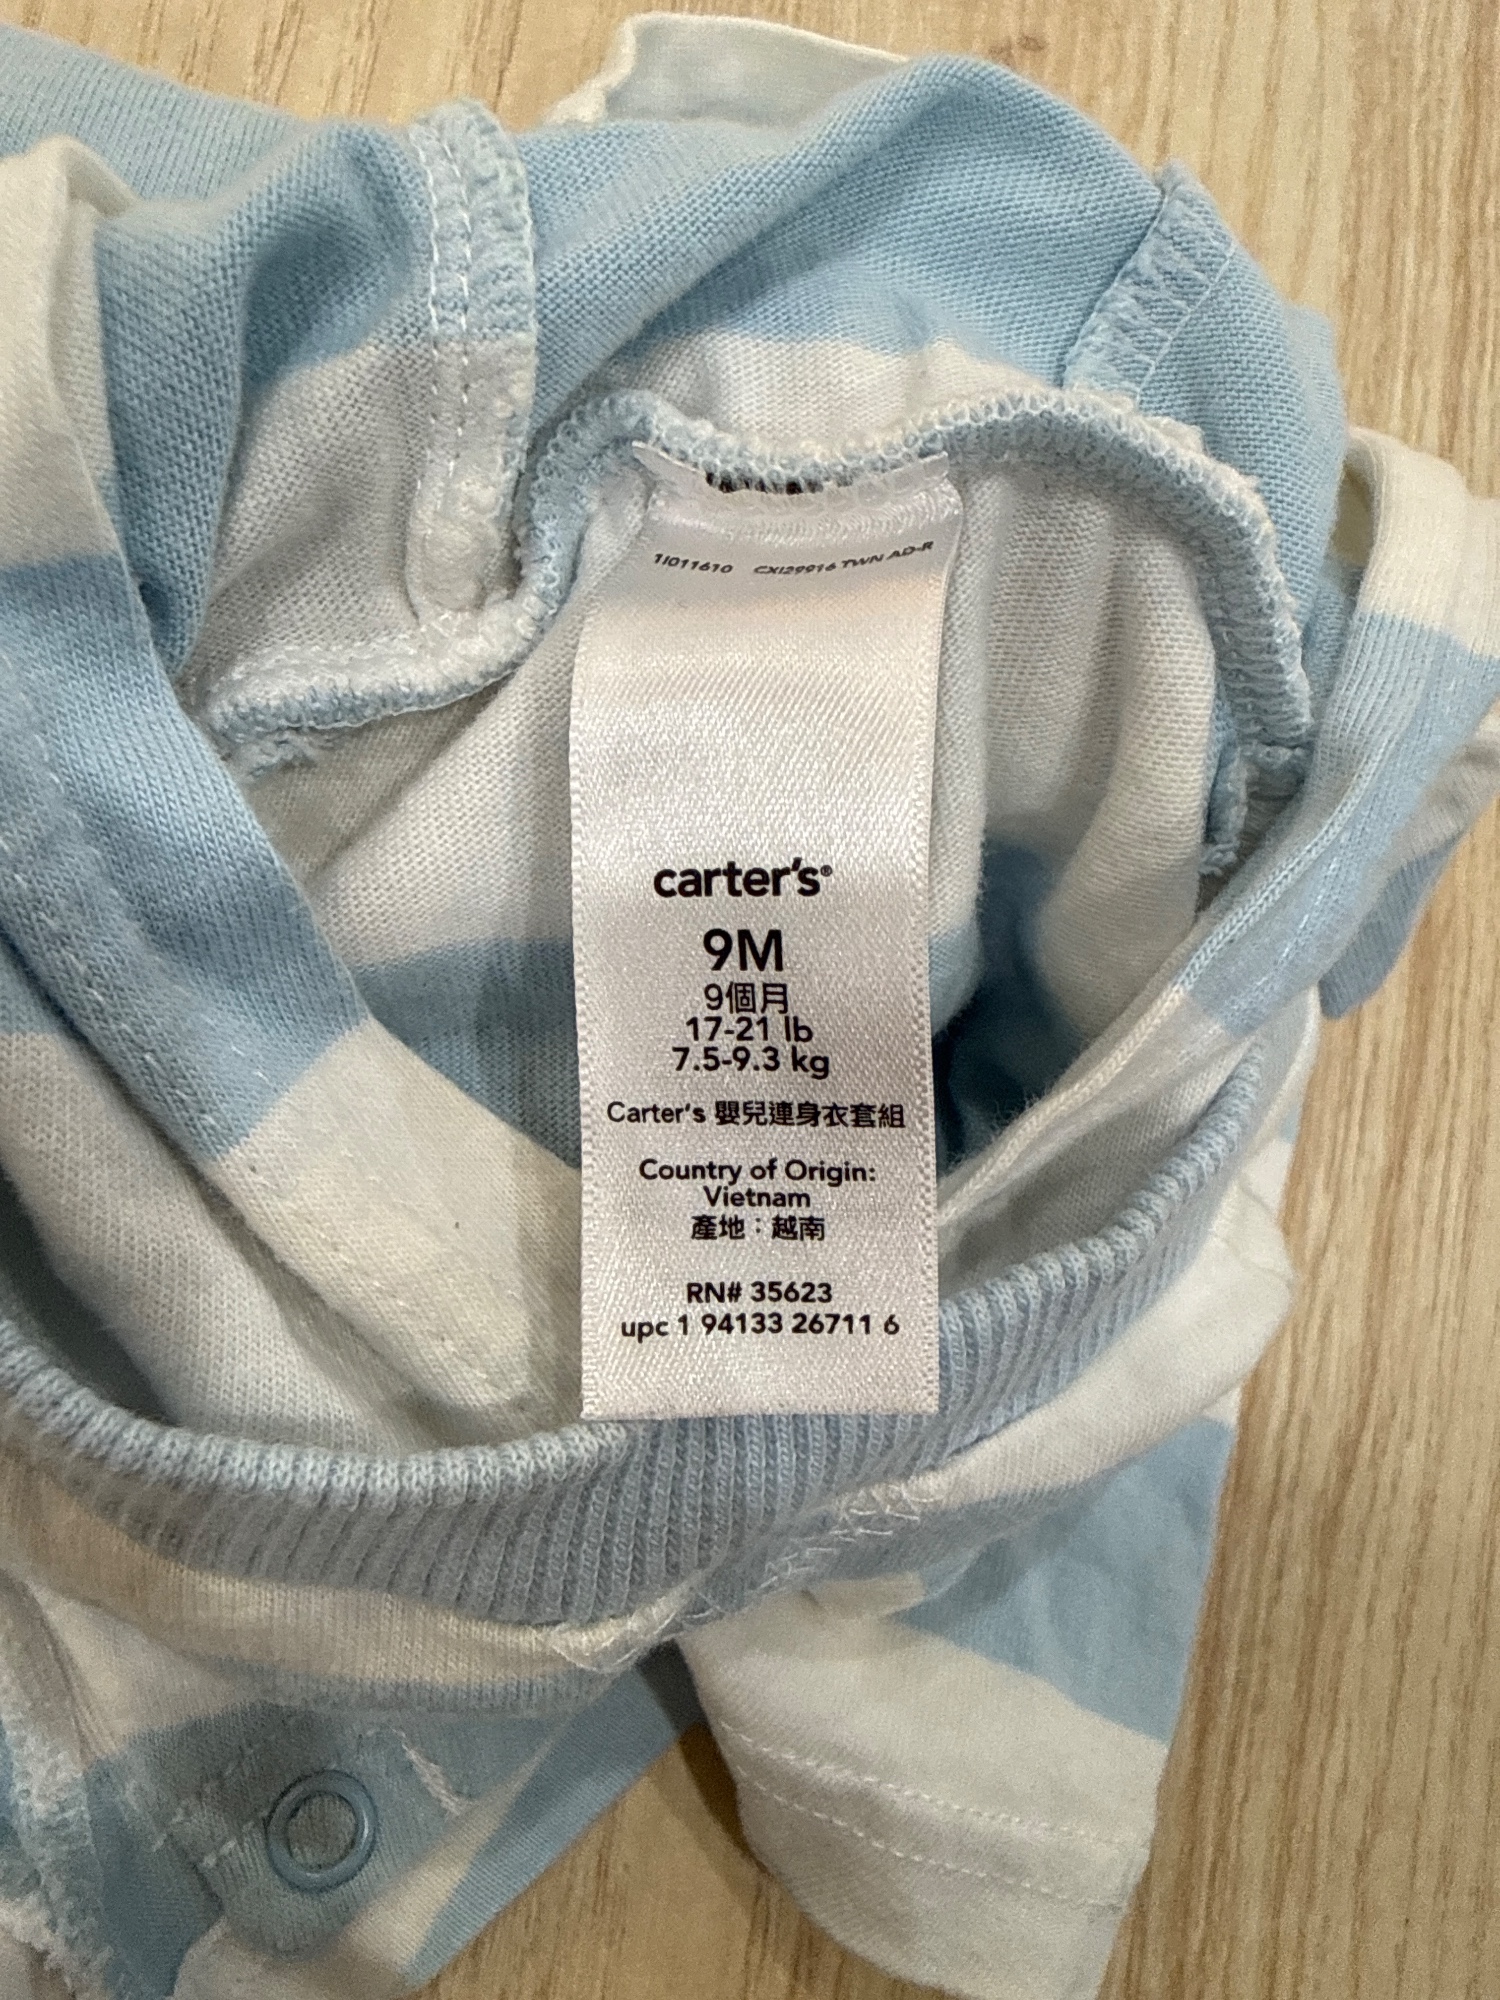 1I011610 CXI29916 TWN AD-R
carter's®
9M
9個月
17-21 lb
7.5-9.3 kg
Carter's 嬰兒連身衣套組
Country of Origin:
Vietnam
產地：越南
RN# 35623
upc 1 94133 26711 6